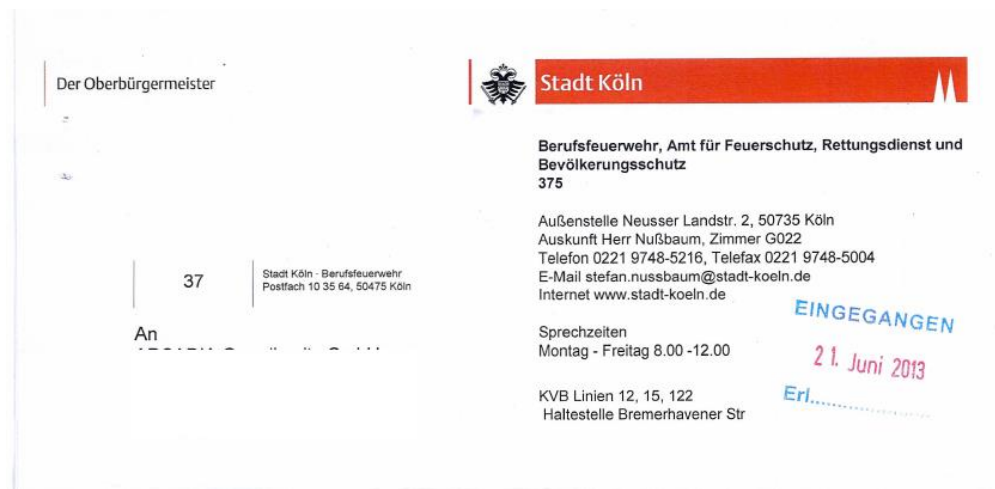 Der Oberbürgermeister
Stadt Köln
Berufsfeuerwehr, Amt für Feuerschutz, Rettungsdienst und
Bevölkerungsschutz
375
Außenstelle Neusser Landstr. 2, 50735 Köln
Auskunft Herr Nußbaum, Zimmer G022
Telefon 0221 9748-5216, Telefax 0221 9748-5004
E-Mail stefan.nussbaum@stadt-koeln.de
Internet www.stadt-koeln.de
Sprechzeiten
Montag - Freitag 8.00 -12.00
KVB Linien 12, 15, 122
Haltestelle Bremerhavener Str
37
Stadt Köln - Berufsfeuerwehr
Postfach 10 35 64, 50475 Köln
An
EINGEGANGEN
21. Juni 2013
Erl..................